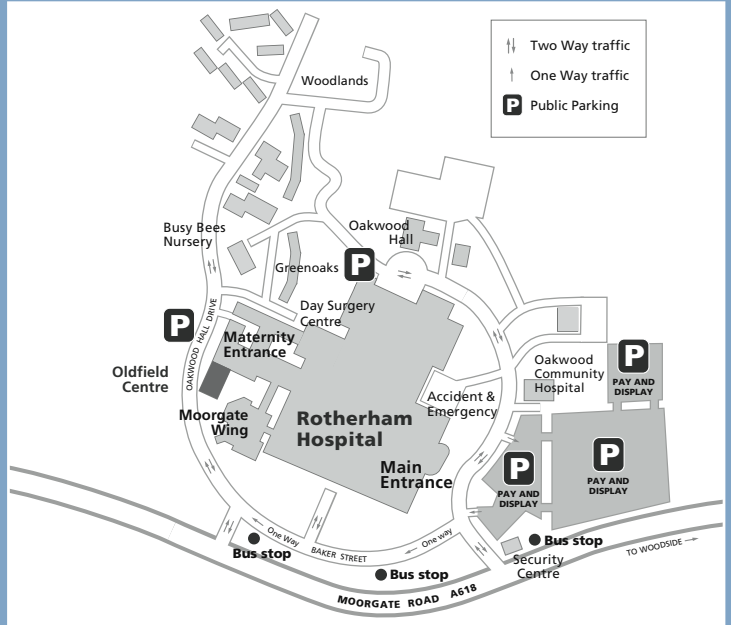 Two Way traffic
One Way traffic
P Public Parking
Woodlands
Busy Bees
Nursery
Oakwood
Hall
Greenoaks
P
Day Surgery
Centre
P
OAKWOOD HALL DRIVE
Maternity
Entrance
Oldfield
Centre
Moorgate
Wing
Rotherham
Hospital
Accident &
Emergency
Main
Entrance
Oakwood
Community
Hospital
P
PAY AND
DISPLAY
P
PAY AND
DISPLAY
P
PAY AND
DISPLAY
One Way
BAKER STREET
One way
Bus stop
Bus stop
Bus stop
Security
Centre
TO WOODSIDE
MOORGATE ROAD A618